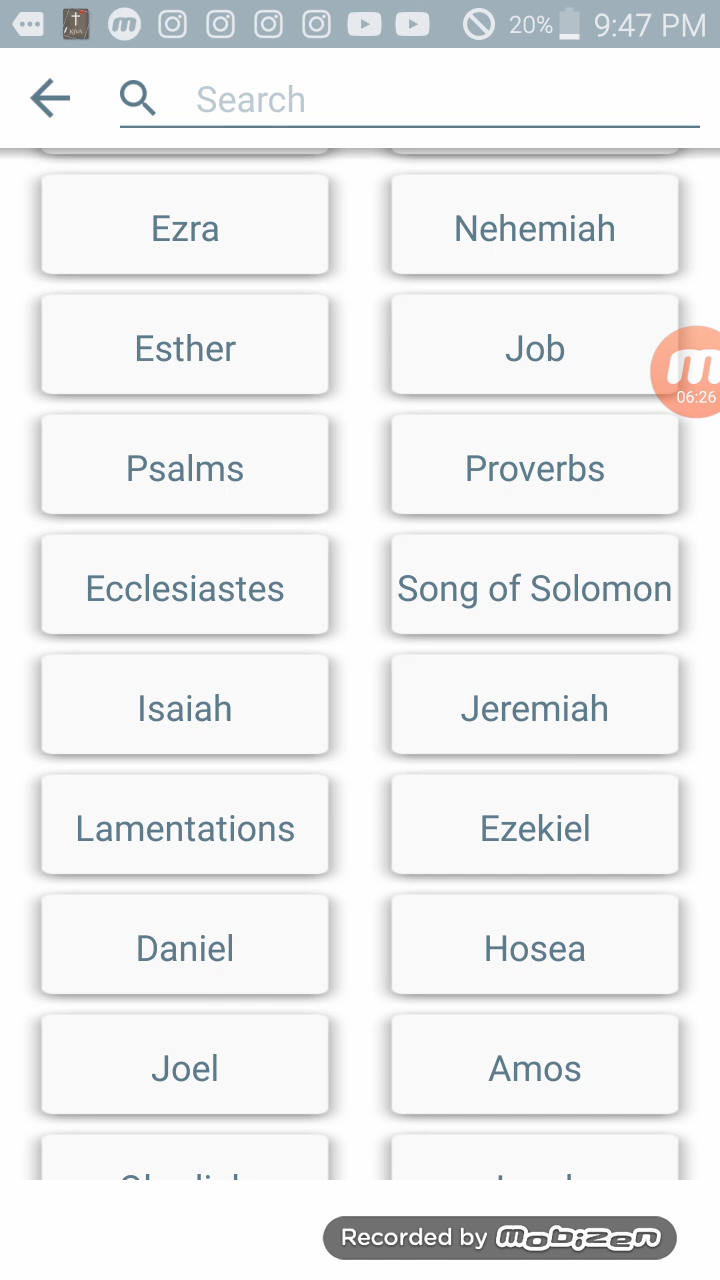 20% 9:47 PM
Search
Ezra
Nehemiah
Esther
Job
06:26
Psalms
Proverbs
Ecclesiastes
Song of Solomon
Isaiah
Jeremiah
Lamentations
Ezekiel
Daniel
Hosea
Joel
Amos
Recorded by mobizen